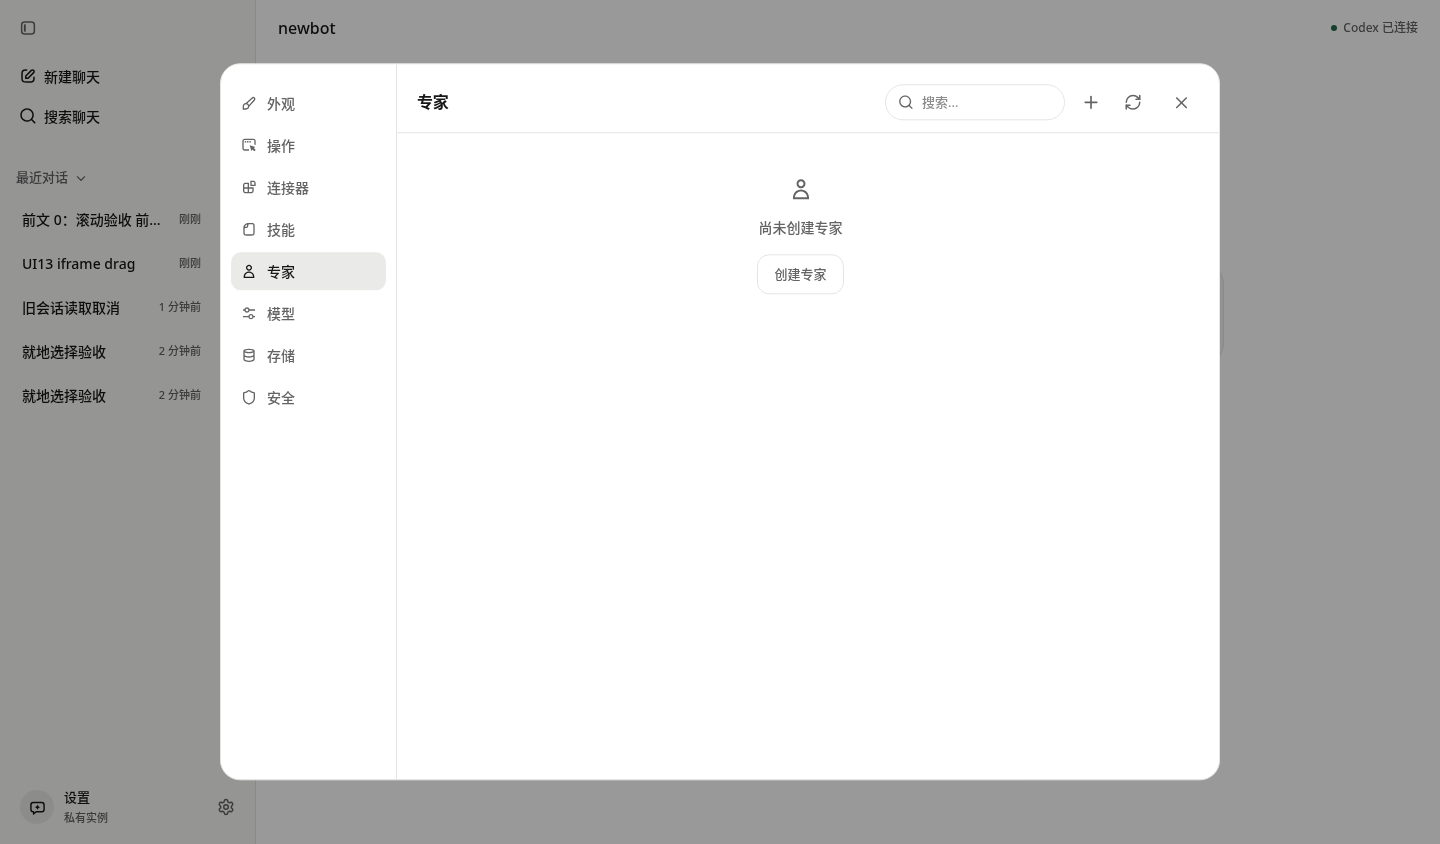 newbot
Codex 已连接
新建聊天
搜索聊天
最近对话
前文 0：滚动验收 前... 刚刚
UI13 iframe drag 刚刚
旧会话读取取消 1 分钟前
就地选择验收 2 分钟前
就地选择验收 2 分钟前
设置
私有实例
外观
操作
连接器
技能
专家
模型
存储
安全
专家
搜索...
尚未创建专家
创建专家